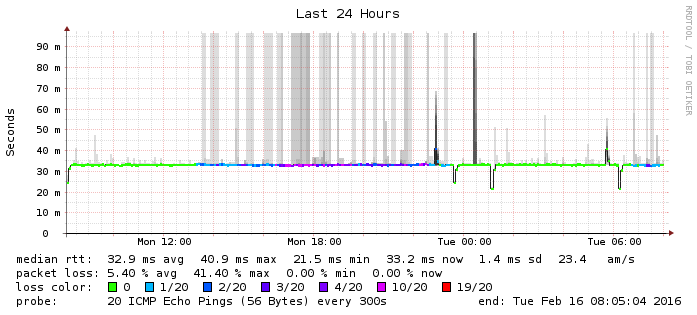 Last 24 Hours
RRDTOOL / TOBI OETIKER
Seconds
90 m
80 m
70 m
60 m
50 m
40 m
30 m
20 m
10 m
0
Mon 12:00 Mon 18:00 Tue 00:00 Tue 06:00
median rtt: 32.9 ms avg 40.9 ms max 21.5 ms min 33.2 ms now 1.4 ms sd 23.4 am/s
packet loss: 5.40 % avg 41.40 % max 0.00 % min 0.00 % now
loss color: 0 1/20 2/20 3/20 4/20 10/20 19/20
probe: 20 ICMP Echo Pings (56 Bytes) every 300s end: Tue Feb 16 08:05:04 2016